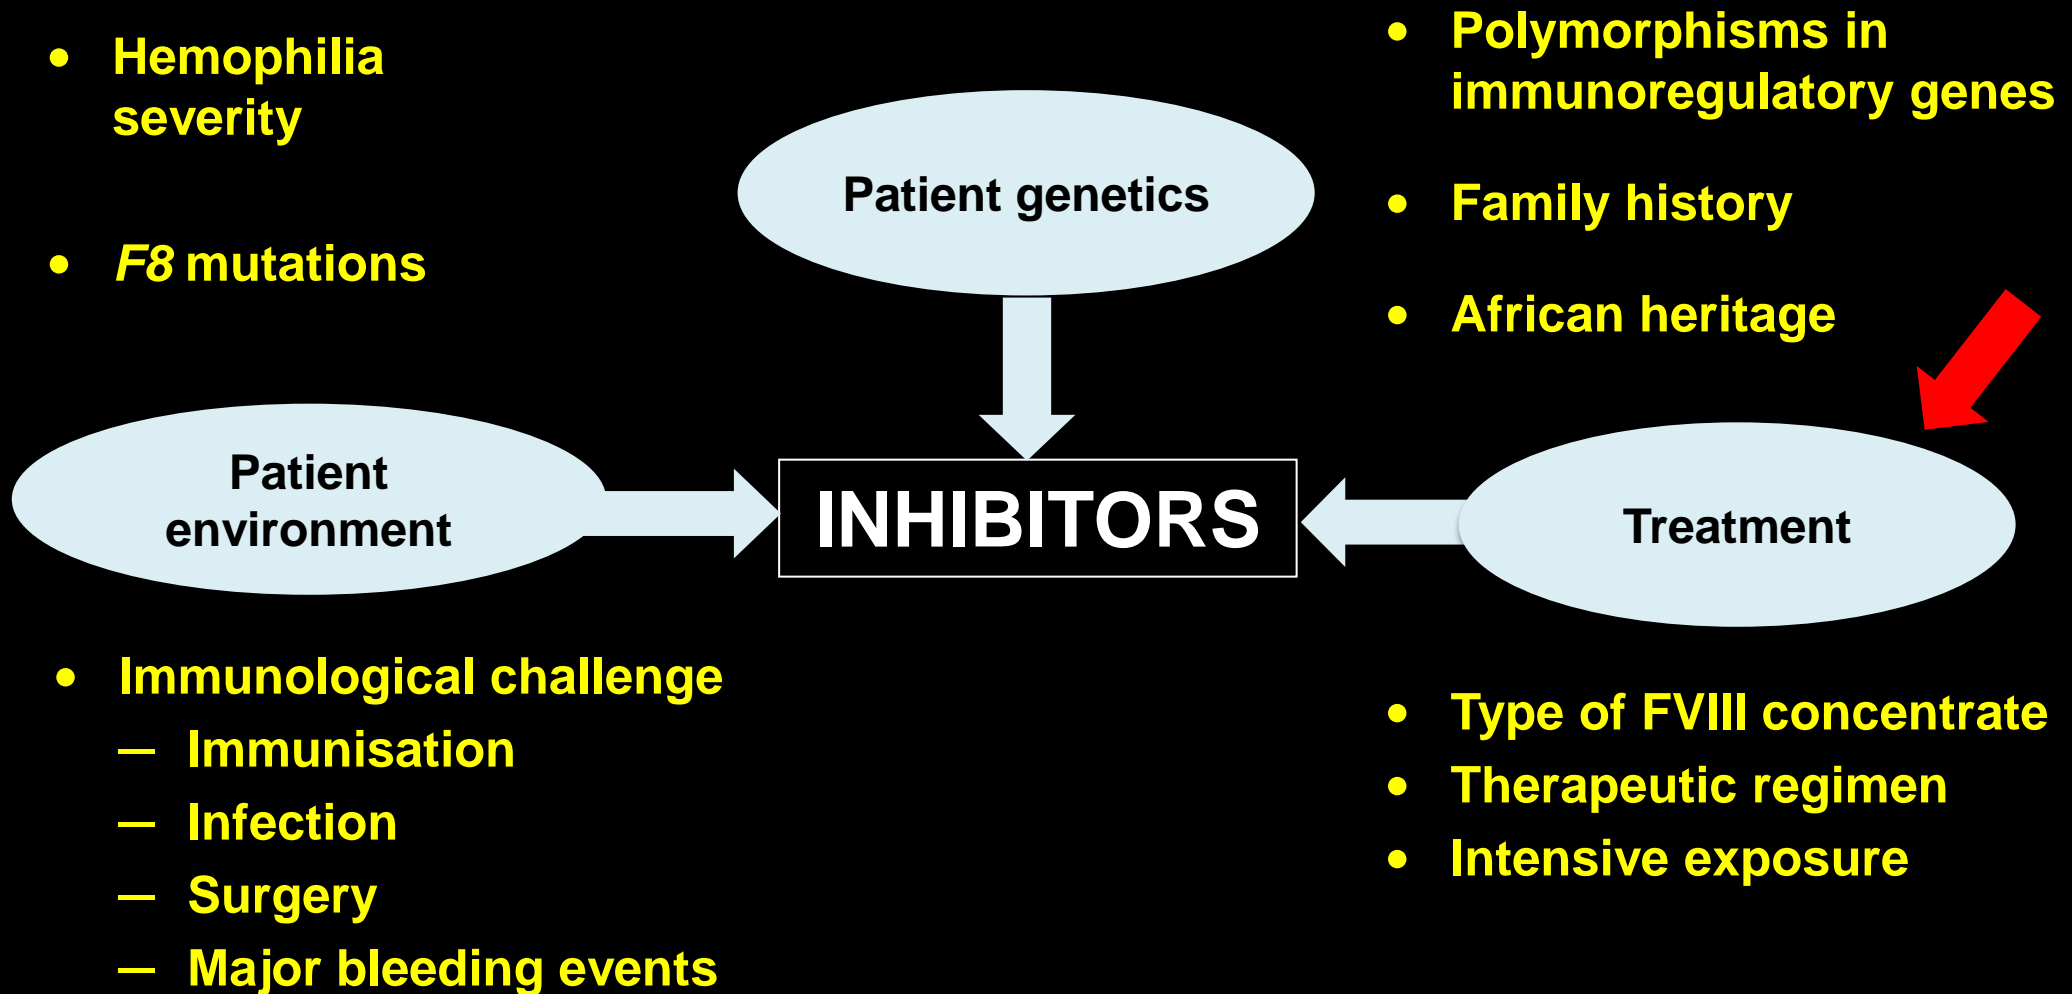 • Hemophilia
severity
• F8 mutations
Patient genetics
• Polymorphisms in
immunoregulatory genes
• Family history
• African heritage
Patient
environment
INHIBITORS
Treatment
• Immunological challenge
— Immunisation
— Infection
— Surgery
— Major bleeding events
• Type of FVIII concentrate
• Therapeutic regimen
• Intensive exposure